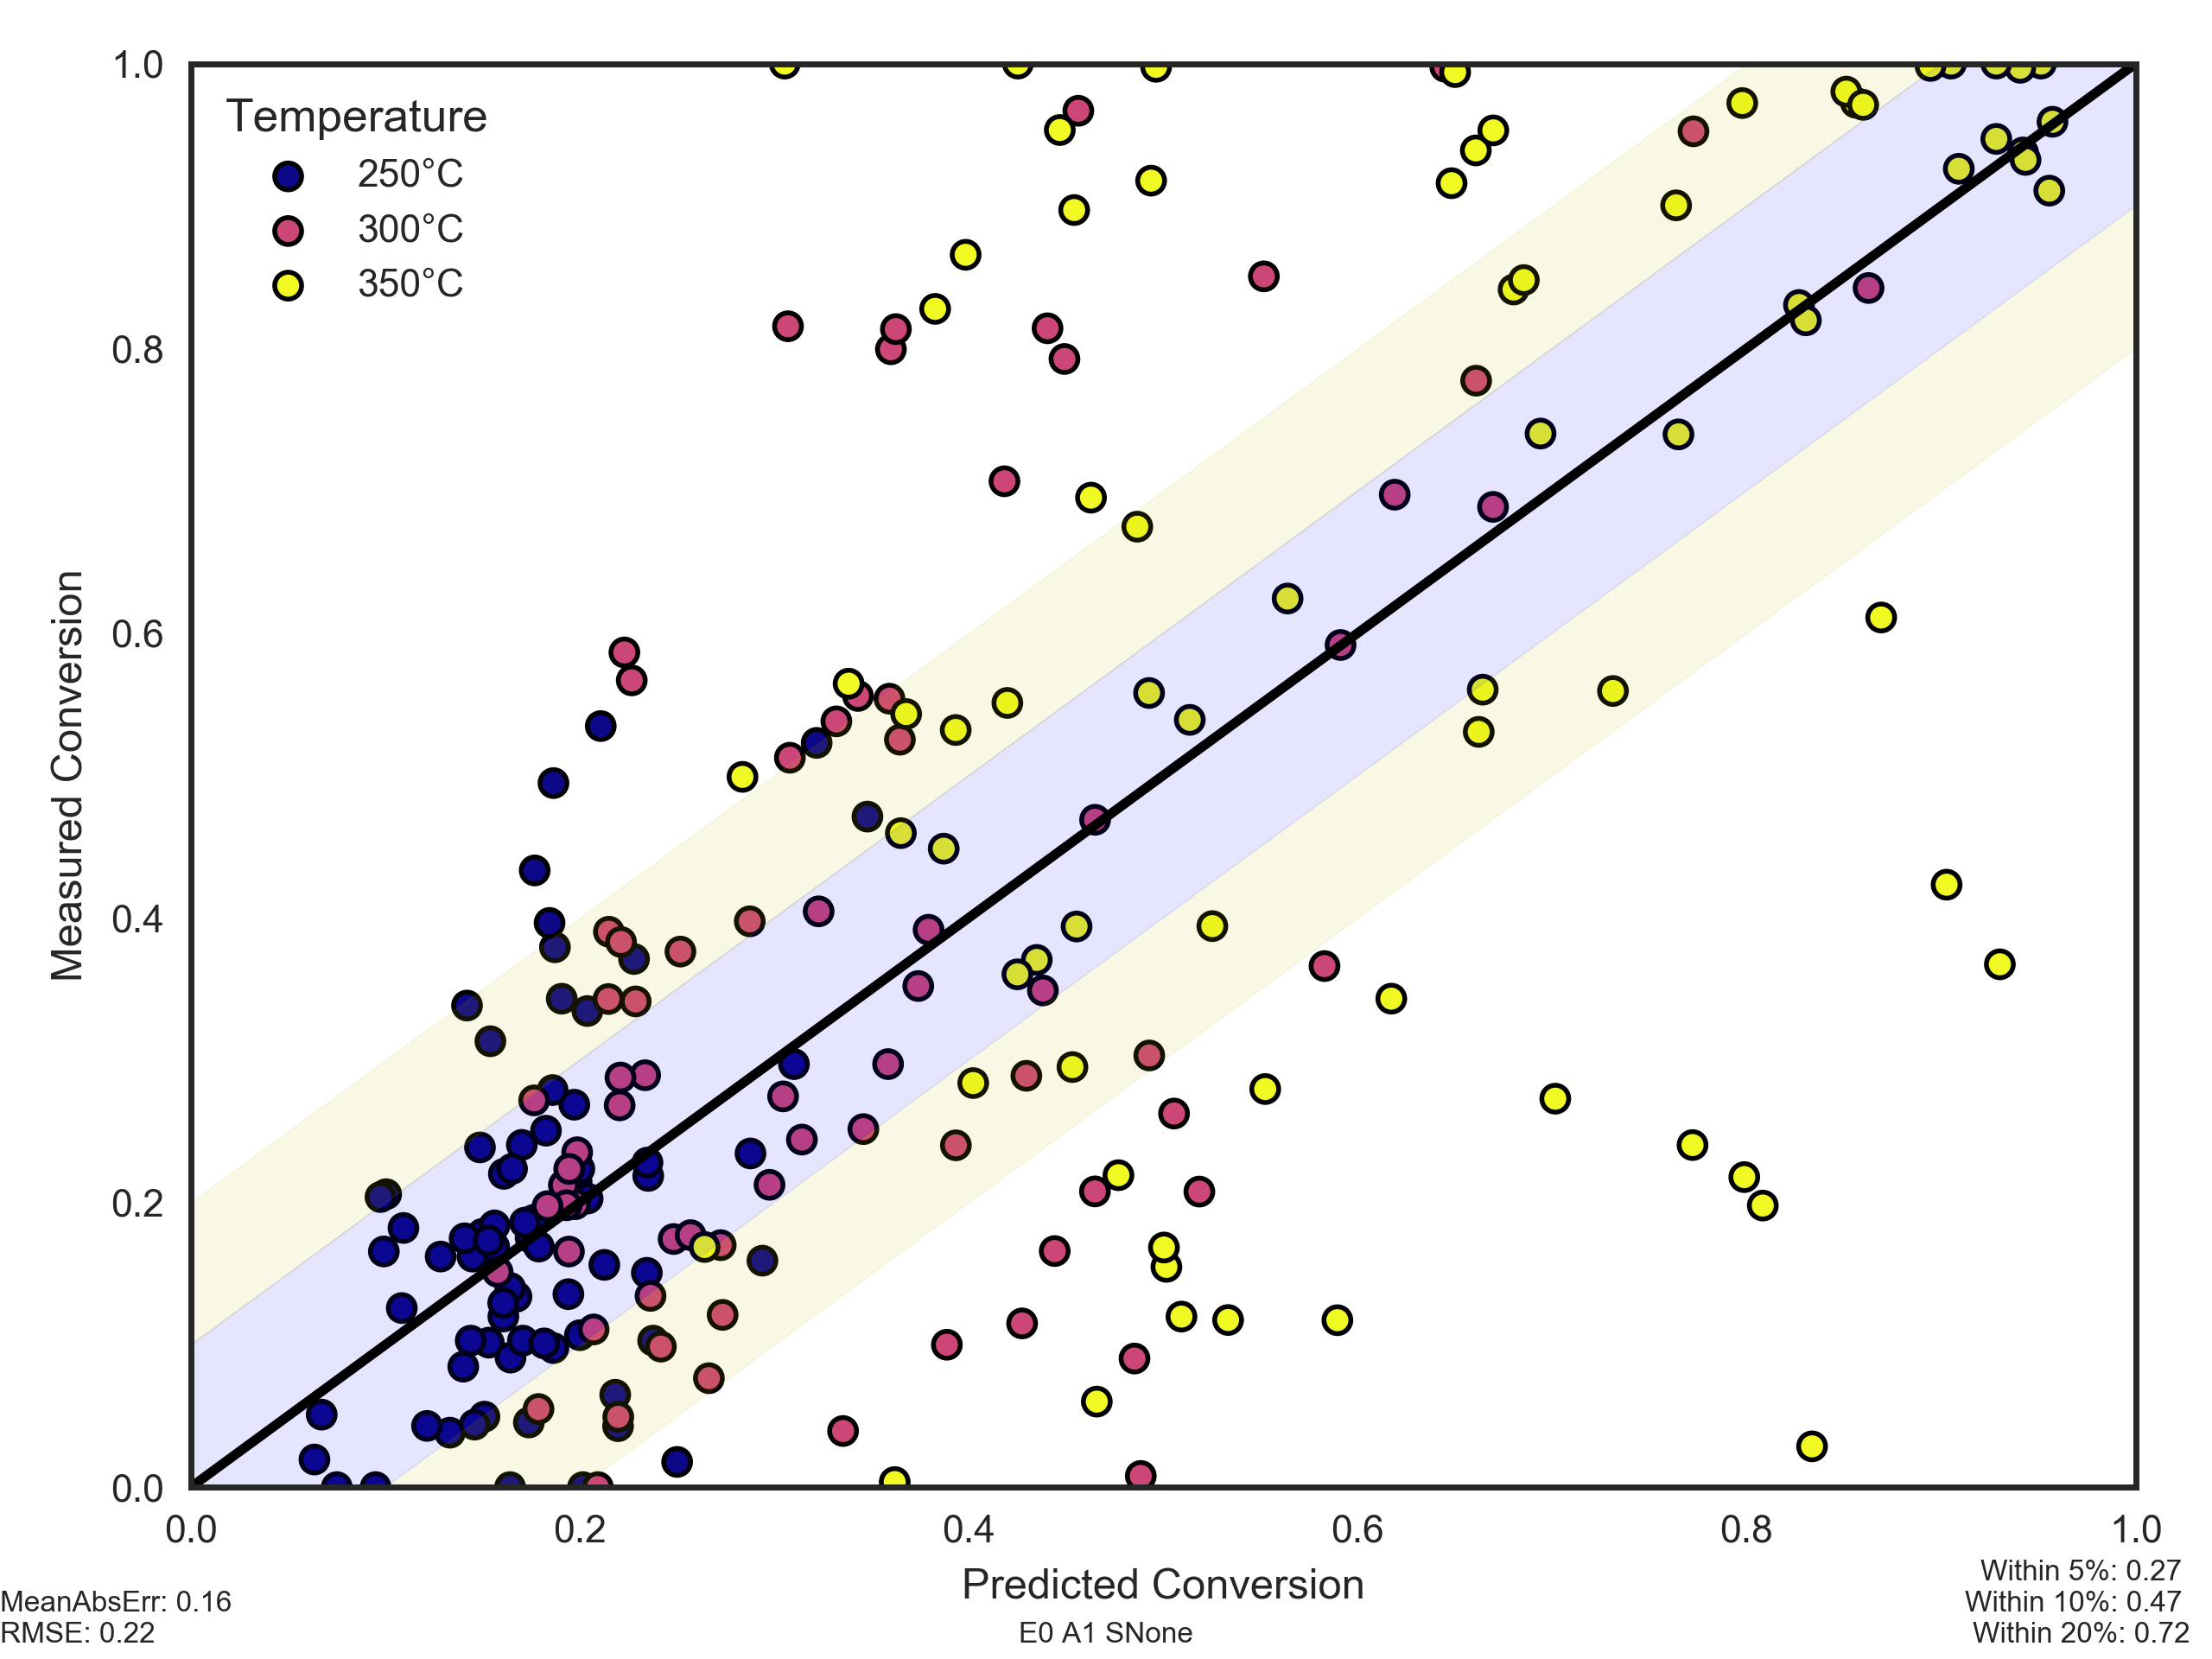 1.0
0.8
0.6
0.4
0.2
0.0
Measured Conversion
Temperature
250°C
300°C
350°C
0.0 0.2 0.4 0.6 0.8 1.0
Predicted Conversion
E0 A1 SNone
MeanAbsErr: 0.16
RMSE: 0.22
Within 5%: 0.27
Within 10%: 0.47
Within 20%: 0.72